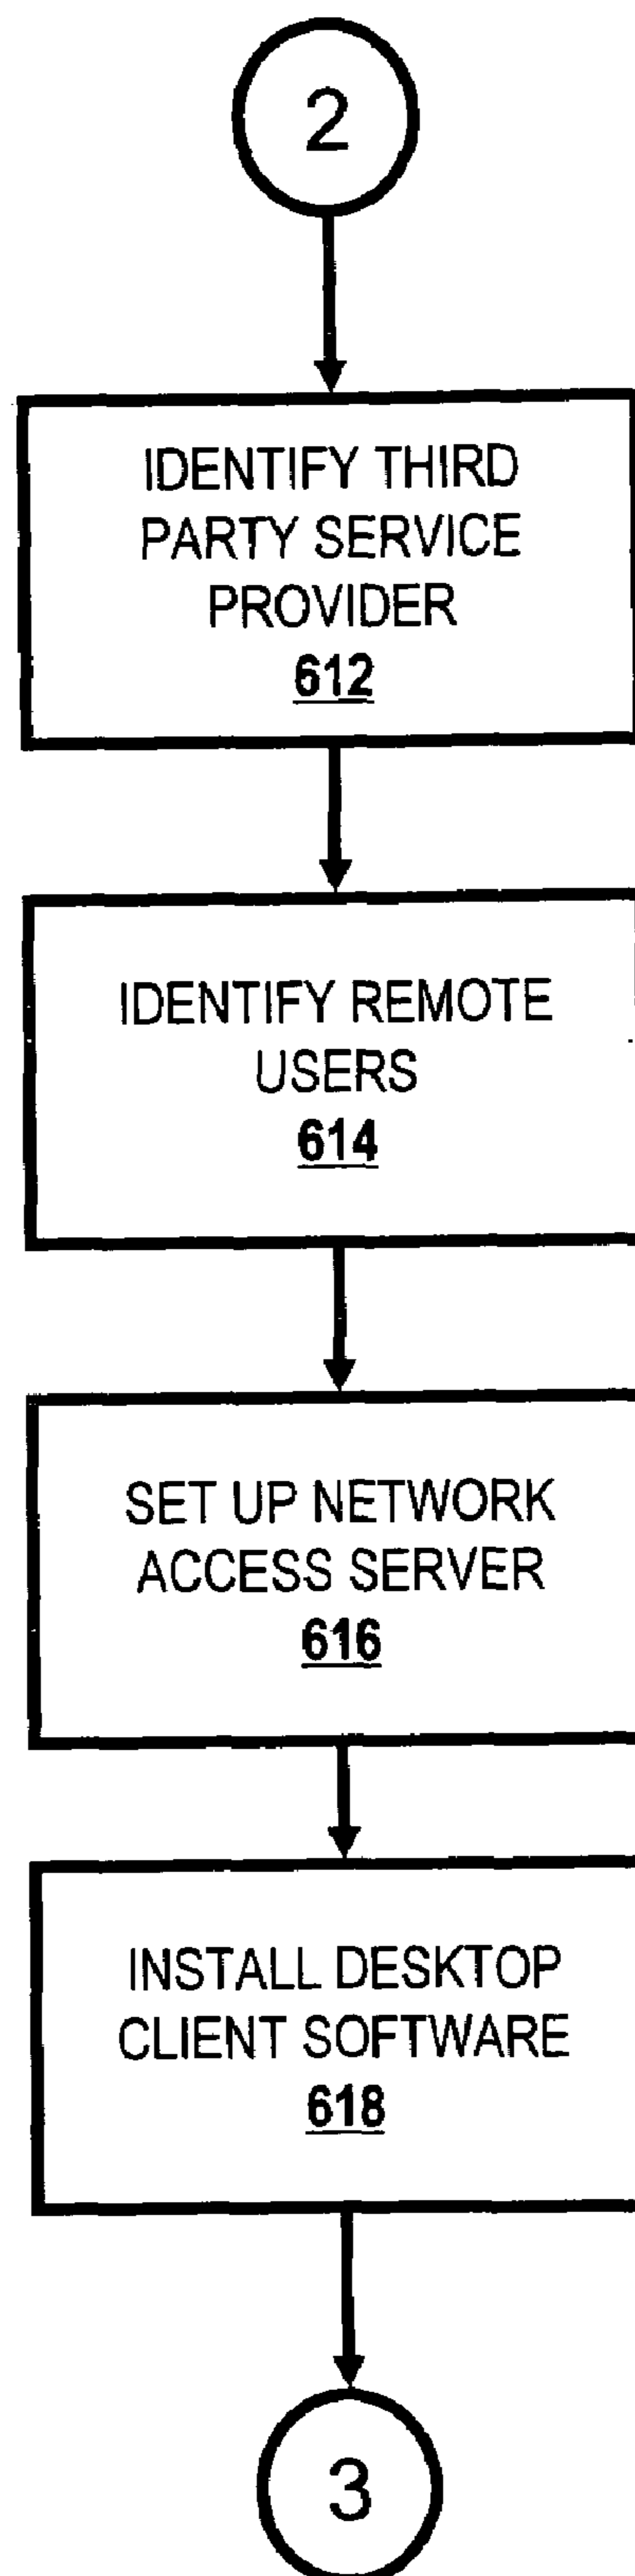 2
IDENTIFY THIRD
PARTY SERVICE
PROVIDER
612
IDENTIFY REMOTE
USERS
614
SET UP NETWORK
ACCESS SERVER
616
INSTALL DESKTOP
CLIENT SOFTWARE
618
3